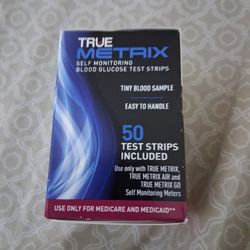 TRUE
METRIX
SELF MONITORING
BLOOD GLUCOSE TEST STRIPS
TINY BLOOD SAMPLE
EASY TO HANDLE
50
TEST STRIPS
INCLUDED
Use only with TRUE METRIX,
TRUE METRIX AIR and
TRUE METRIX GO
Self Monitoring Meters
USE ONLY FOR MEDICARE AND MEDICAID**